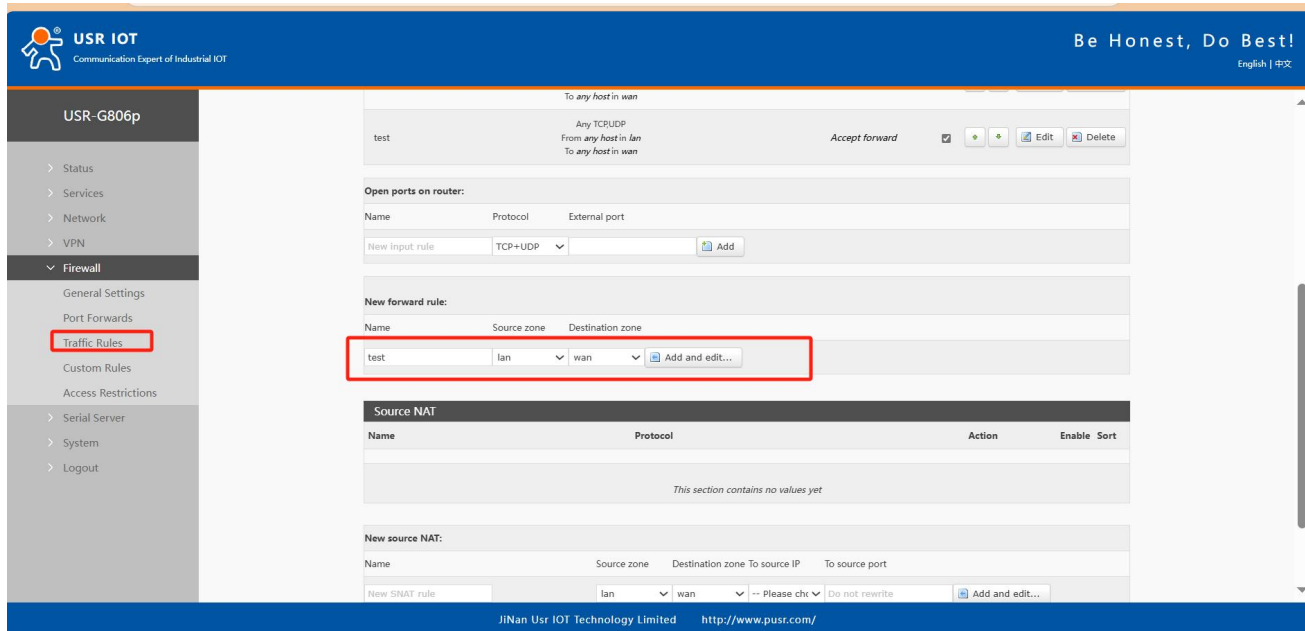 USR IOT
Communication Expert of Industrial IOT
Be Honest, Do Best!
English | 中文
USR-G806p
Status
Services
Network
VPN
Firewall
General Settings
Port Forwards
Traffic Rules
Custom Rules
Access Restrictions
Serial Server
System
Logout
To any host in wan
test
Any TCP,UDP
From any host in lan
To any host in wan
Accept forward
Edit Delete
Open ports on router:
Name Protocol External port
New input rule TCP+UDP Add
New forward rule:
Name Source zone Destination zone
test lan wan Add and edit...
Source NAT
Name Protocol Action Enable Sort
This section contains no values yet
New source NAT:
Name Source zone Destination zone To source IP To source port
New SNAT rule lan wan -- Please chc Do not rewrite Add and edit...
JiNan Usr IOT Technology Limited http://www.pusr.com/